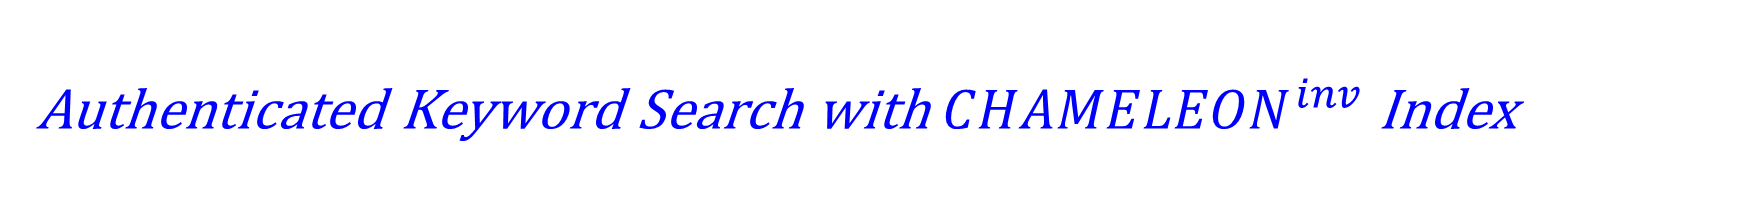 Authenticated Keyword Search with CHAMELEON^inv Index